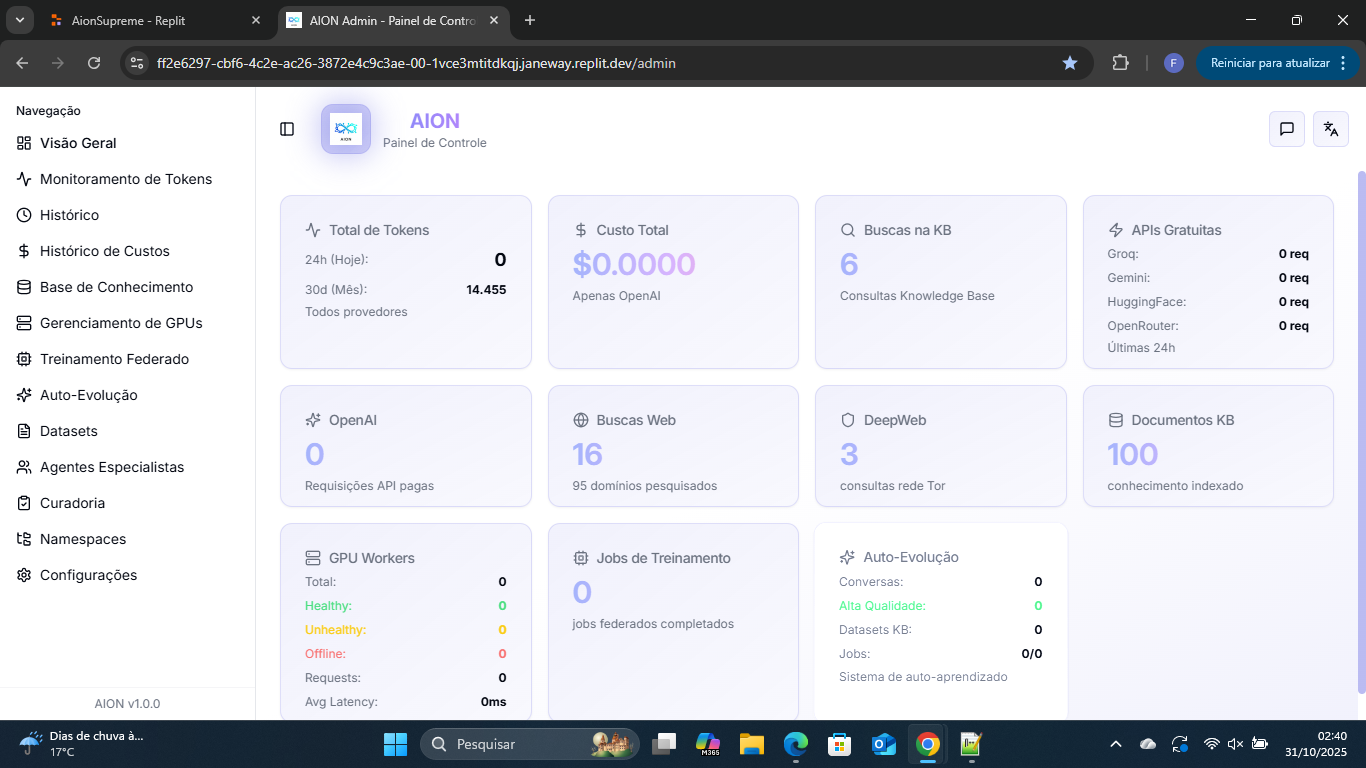 AionSupreme - Replit
AION Admin - Painel de Contro
ff2e6297-cbf6-4c2e-ac26-3872e4c9c3ae-00-1vce3mtitdkqj.janeway.replit.dev/admin
F
Reiniciar para atualizar
Navegação
Visão Geral
Monitoramento de Tokens
Histórico
Histórico de Custos
Base de Conhecimento
Gerenciamento de GPUs
Treinamento Federado
Auto-Evolução
Datasets
Agentes Especialistas
Curadoria
Namespaces
Configurações
AION v1.0.0
AION
AION
Painel de Controle
Total de Tokens
24h (Hoje): 0
30d (Mês): 14.455
Todos provedores
Custo Total
$0.0000
Apenas OpenAI
Buscas na KB
6
Consultas Knowledge Base
APIs Gratuitas
Groq: 0 req
Gemini: 0 req
HuggingFace: 0 req
OpenRouter: 0 req
Últimas 24h
OpenAI
0
Requisições API pagas
Buscas Web
16
95 domínios pesquisados
DeepWeb
3
consultas rede Tor
Documentos KB
100
conhecimento indexado
GPU Workers
Total: 0
Healthy: 0
Unhealthy: 0
Offline: 0
Requests: 0
Avg Latency: 0ms
Jobs de Treinamento
0
jobs federados completados
Auto-Evolução
Conversas: 0
Alta Qualidade: 0
Datasets KB: 0
Jobs: 0/0
Sistema de auto-aprendizado
Dias de chuva à...
17°C
Pesquisar
M365
02:40
31/10/2025